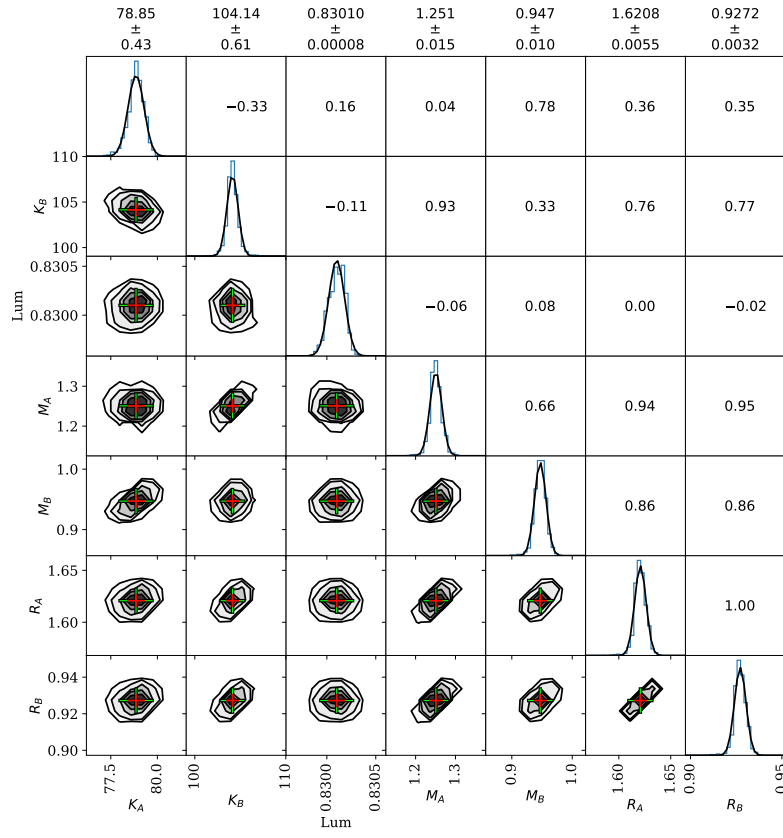 78.85 104.14 0.83010 1.251 0.947 1.6208 0.9272
± ± ± ± ± ± ±
0.43 0.61 0.00008 0.015 0.010 0.0055 0.0032
−0.33 0.16 0.04 0.78 0.36 0.35
110
K_B 105 −0.11 0.93 0.33 0.76 0.77
100
0.8305
Lum 0.8300 −0.06 0.08 0.00 −0.02
M_A 1.3 0.66 0.94 0.95
1.2
1.0
M_B 0.86 0.86
0.9
1.65
R_A 1.00
1.60
0.94
R_B 0.92
0.90
77.5 80.0 100 110 0.8300 0.8305 1.2 1.3 0.9 1.0 1.60 1.65 0.90 0.95
K_A K_B Lum M_A M_B R_A R_B